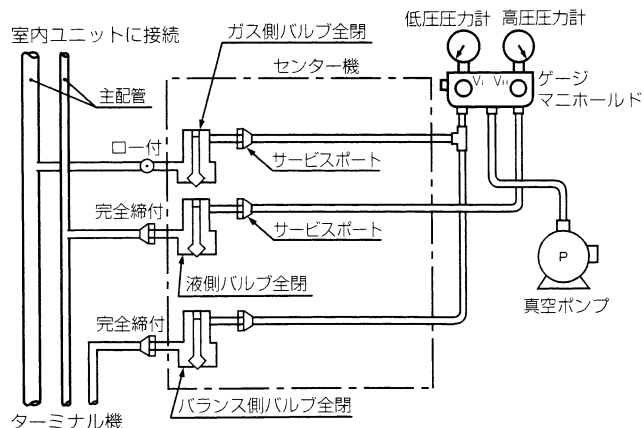 低圧圧力計
高圧圧力計
室内ユニットに接続
ガス側バルブ全閉
センター機
主配管
VL
VH
ゲージ
マニホールド
ロー付
サービスポート
完全締付
サービスポート
液側バルブ全閉
P
真空ポンプ
完全締付
バランス側バルブ全閉
ターミナル機